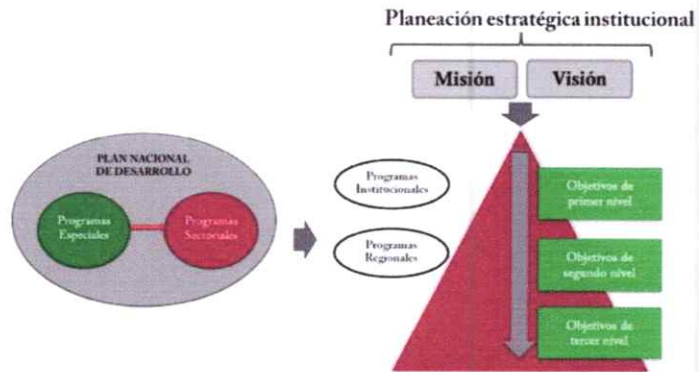 Planeación estratégica institucional
Misión
Visión
PLAN NACIONAL
DE DESARROLLO
Programas
Especiales
Programas
Sectoriales
Programas
Institucionales
Programas
Regionales
Objetivos de
primer nivel
Objetivos de
segundo nivel
Objetivos de
tercer nivel